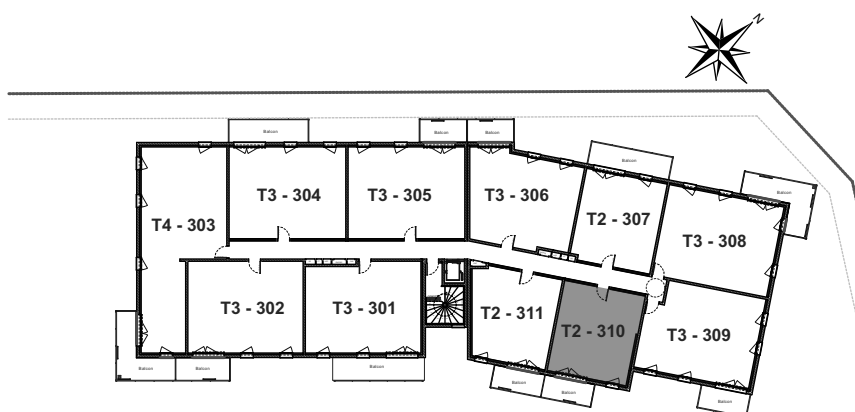 N
Balcon
Balcon
Balcon
Balcon
Balcon
T3 - 304
T3 - 305
T3 - 306
T4 - 303
T2 - 307
T3 - 308
T3 - 302
T3 - 301
T2 - 311
T2 - 310
T3 - 309
Balcon
Balcon
Balcon
Balcon
Balcon
Balcon
Balcon